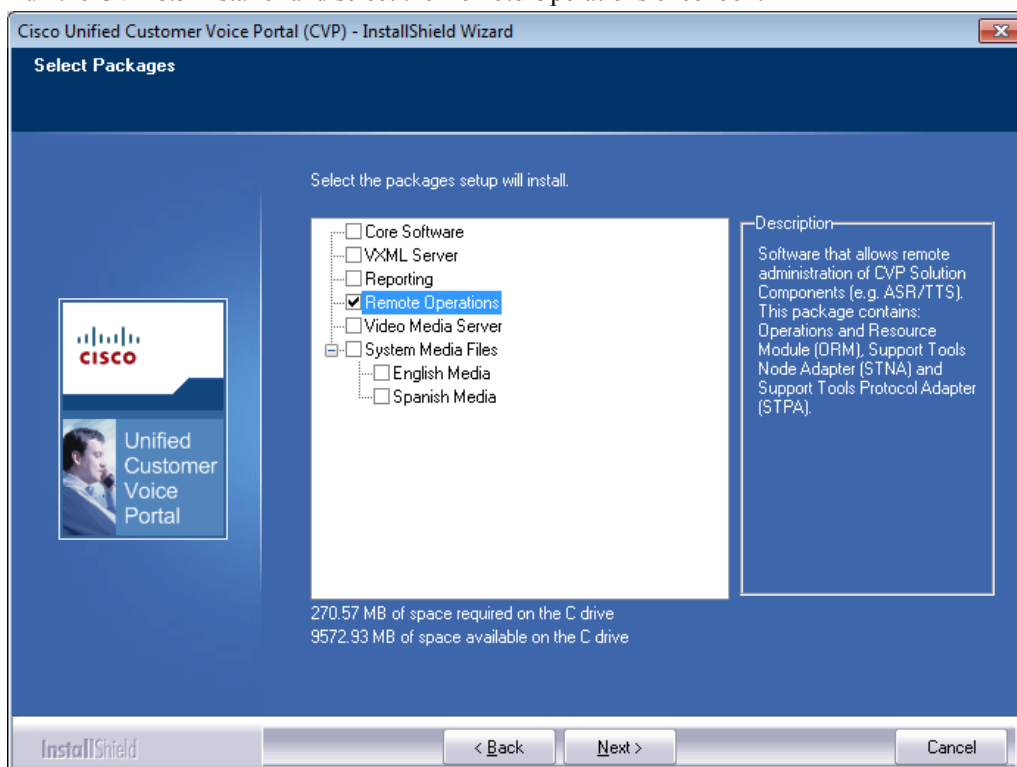 Cisco Unified Customer Voice Portal (CVP) - InstallShield Wizard
Select Packages
Select the packages setup will install.
Core Software
VXML Server
Reporting
Remote Operations
Video Media Server
System Media Files
English Media
Spanish Media
Description
Software that allows remote
administration of CVP Solution
Components (e.g. ASR/TTS).
This package contains:
Operations and Resource
Module (ORM), Support Tools
Node Adapter (STNA) and
Support Tools Protocol Adapter
(STPA).
CISCO
Unified
Customer
Voice
Portal
270.57 MB of space required on the C drive
9572.93 MB of space available on the C drive
InstallShield
< Back
Next >
Cancel